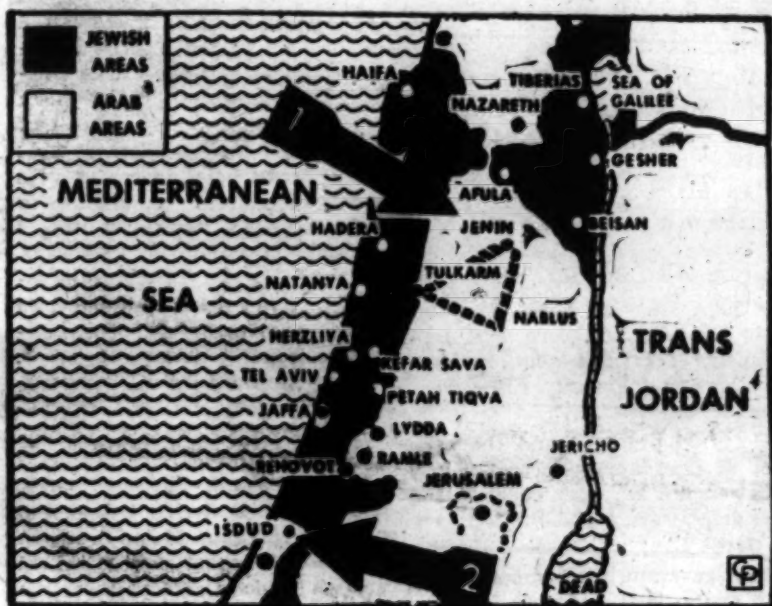 JEWISH
AREAS
ARAB
AREAS
HAIFA
TIBERIAS
SEA OF
GALILEE
NAZARETH
1
GESHER
MEDITERRANEAN
AFULA
HADERA
JENIN
BEISAN
NATANYA
TULKARM
SEA
NABLUS
HERZLIYA
TRANS
KEFAR SAVA
TEL AVIV
PETAH TIQVA
JORDAN
JAFFA
LYDDA
JERICHO
REHOVOT
RAMLE
JERUSALEM
ISDUD
2
DEAD
CP